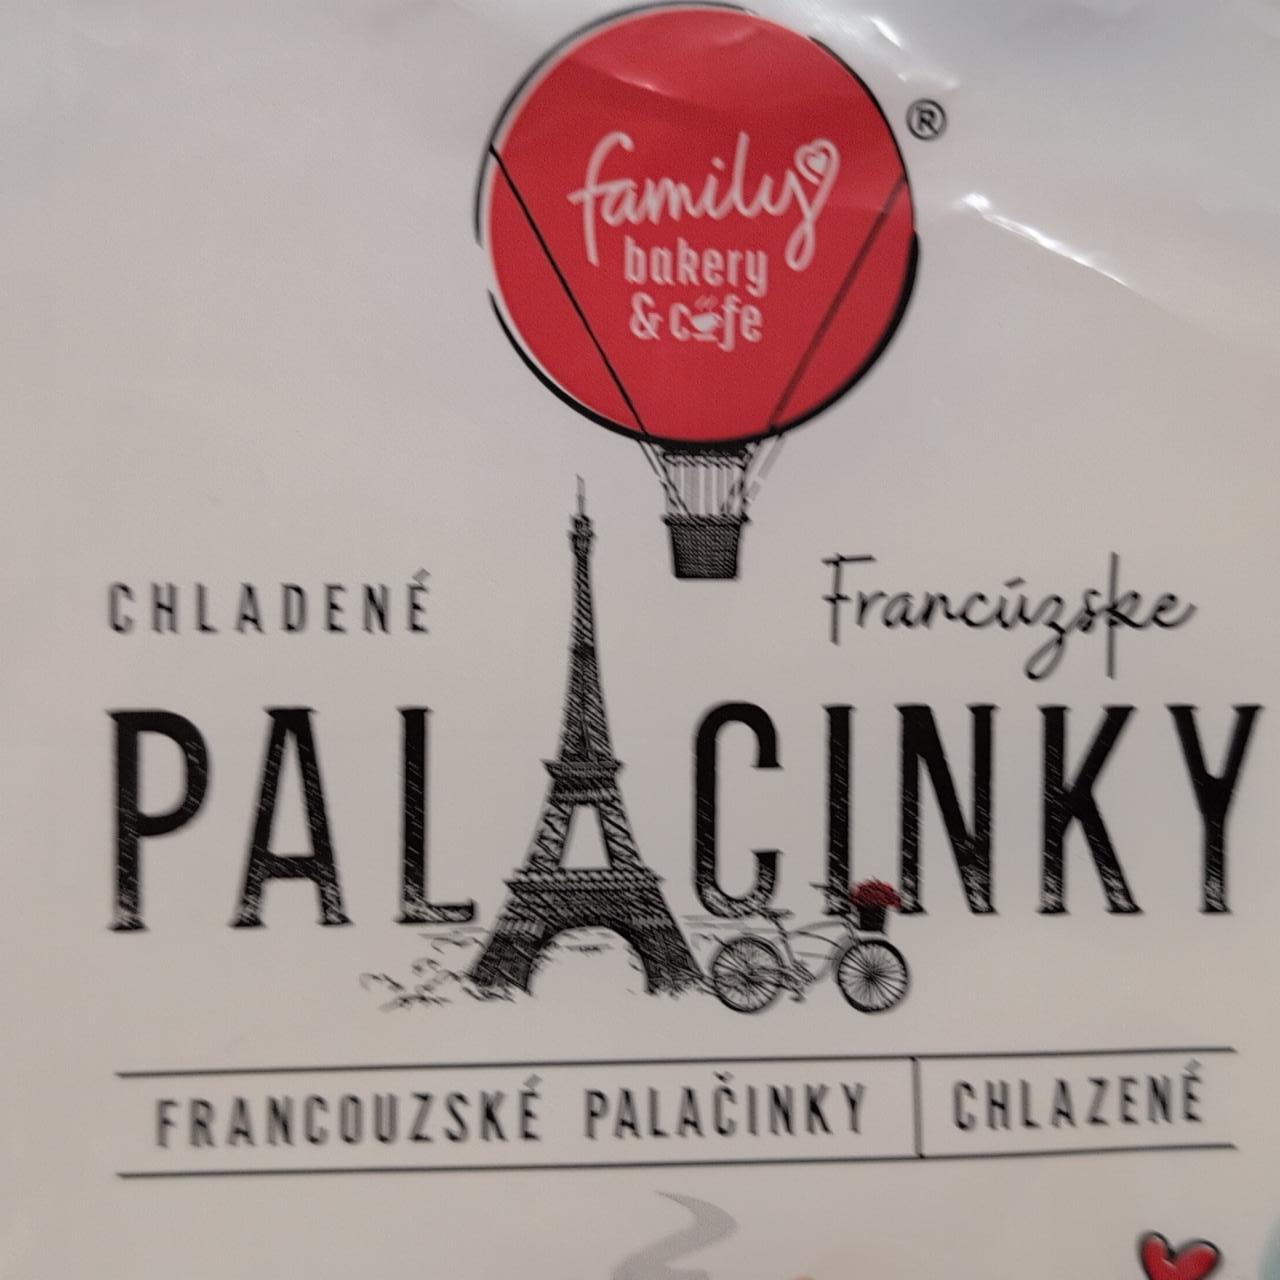 family
bakery
& cafe
®
CHLADENÉ
Francúzske
PALACINKY
FRANCOUZSKÉ PALAČINKY
CHLAZENÉ